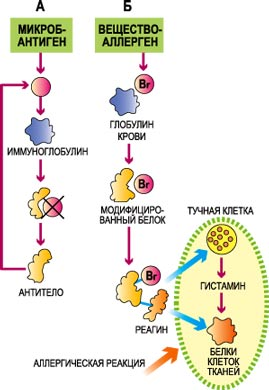 А
МИКРОБ-
АНТИГЕН
ИММУНОГЛОБУЛИН
АНТИТЕЛО
Б
ВЕЩЕСТВО-
АЛЛЕРГЕН
Br
ГЛОБУЛИН
КРОВИ
Br
МОДИФИЦИРО-
ВАННЫЙ БЕЛОК
Br
РЕАГИН
ТУЧНАЯ КЛЕТКА
ГИСТАМИН
БЕЛКИ
КЛЕТОК
ТКАНЕЙ
АЛЛЕРГИЧЕСКАЯ РЕАКЦИЯ